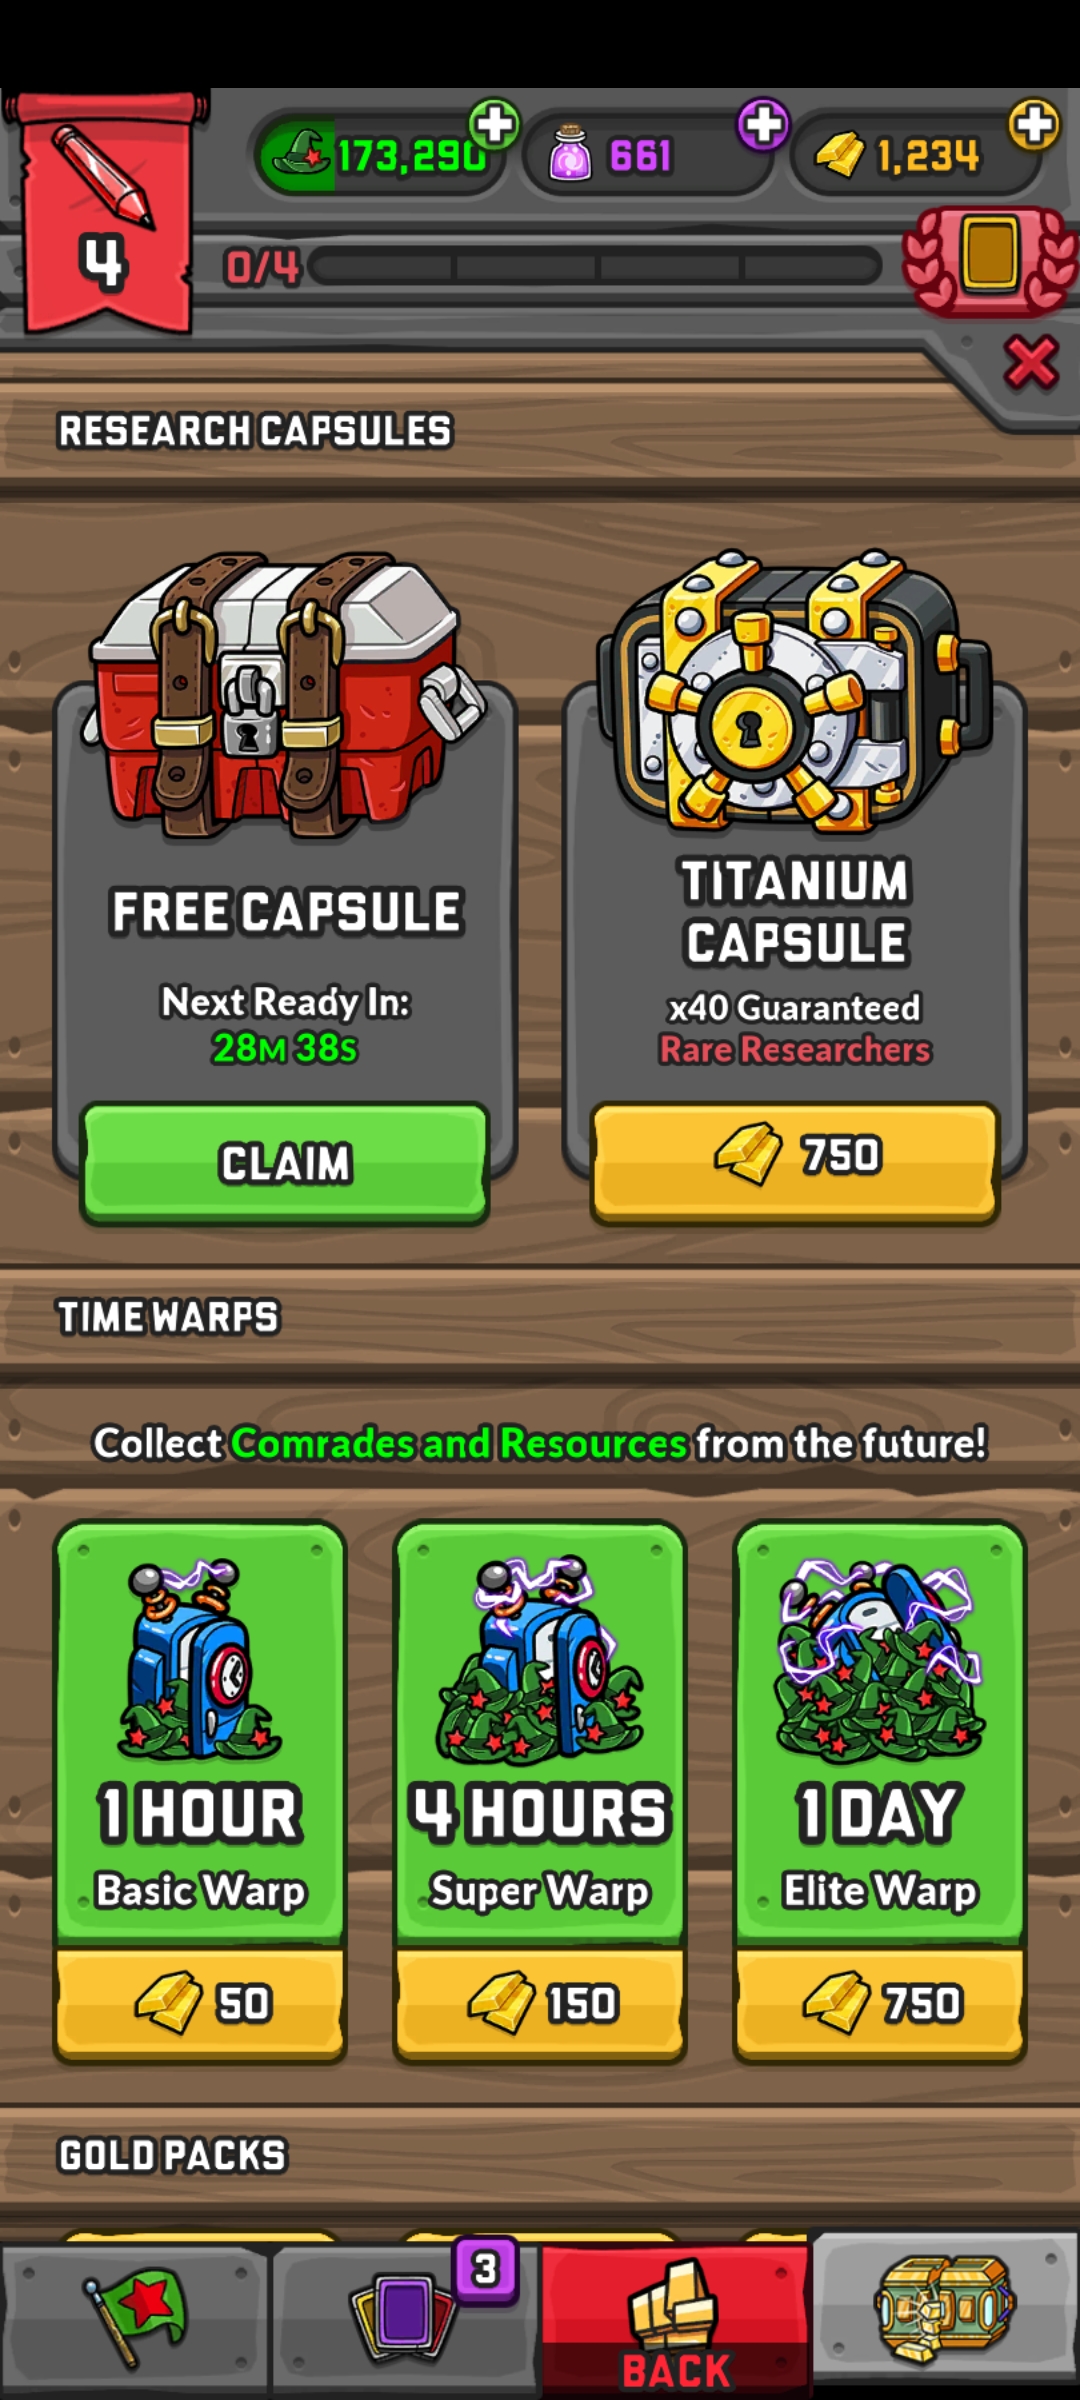 173,290
661
1,234
4
0/4
RESEARCH CAPSULES
FREE CAPSULE
Next Ready In:
28M 38S
CLAIM
TITANIUM
CAPSULE
x40 Guaranteed
Rare Researchers
750
TIME WARPS
Collect Comrades and Resources from the future!
1 HOUR
Basic Warp
50
4 HOURS
Super Warp
150
1 DAY
Elite Warp
750
GOLD PACKS
3
BACK